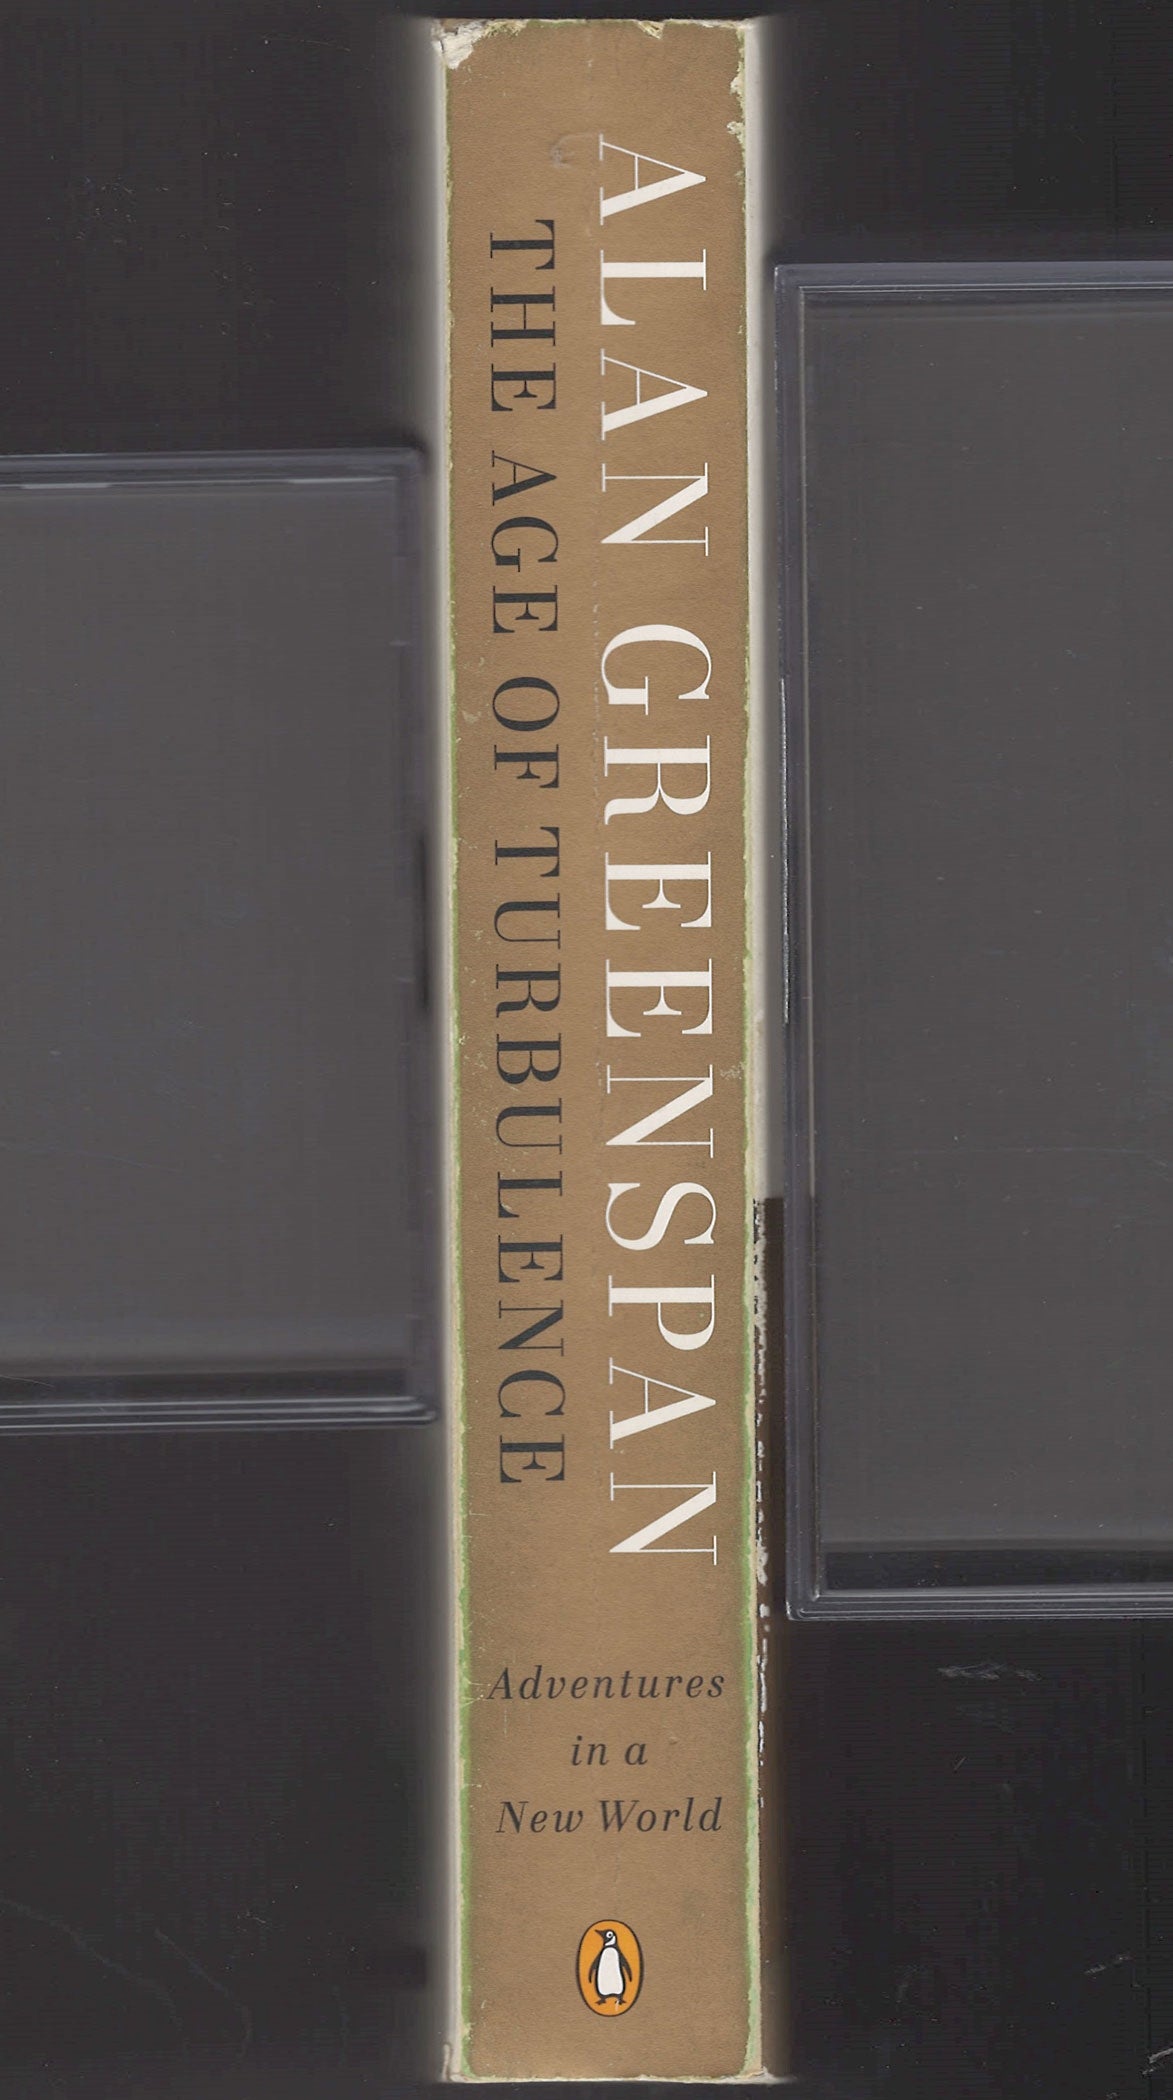 ALAN GREENSPAN
THE AGE OF TURBULENCE
Adventures
in a
New World